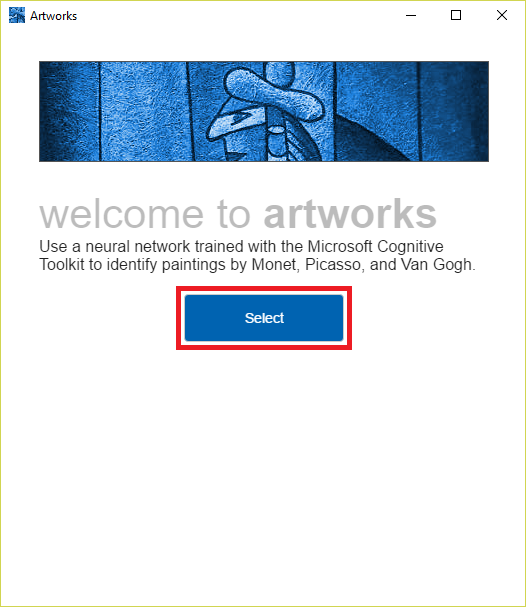 Artworks
welcome to artworks
Use a neural network trained with the Microsoft Cognitive
Toolkit to identify paintings by Monet, Picasso, and Van Gogh.
Select